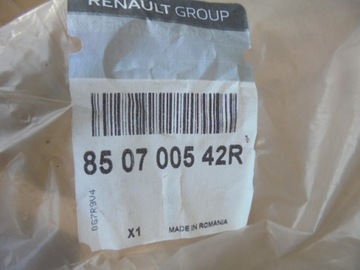 RENAULT GROUP
85 07 005 42R
X1 MADE IN ROMANIA